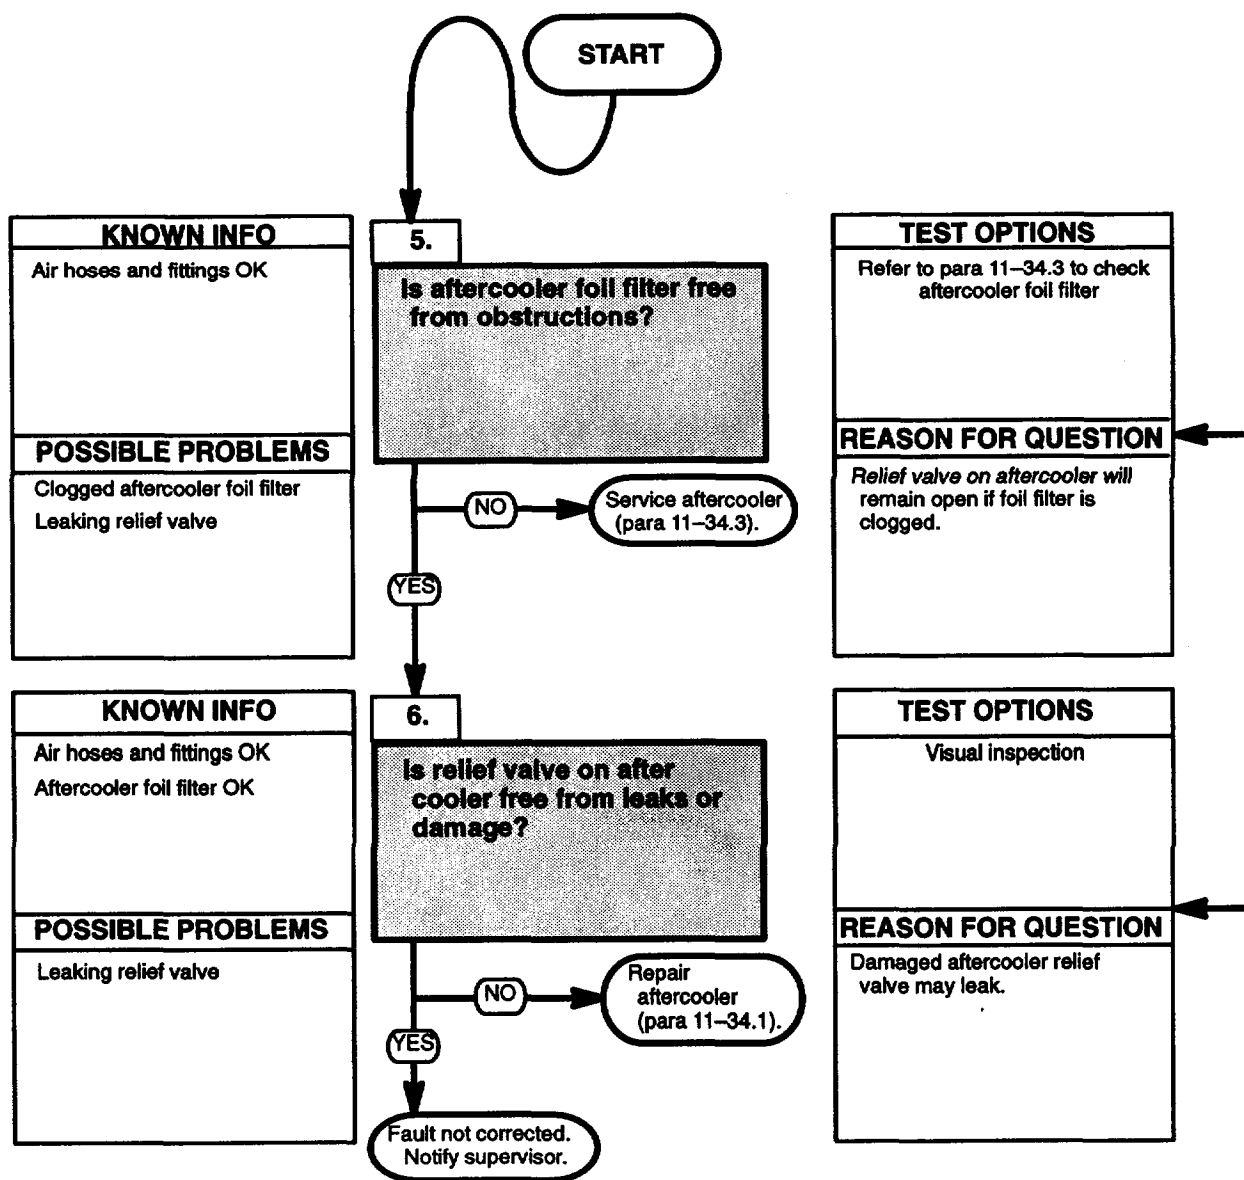 START
KNOWN INFO
Air hoses and fittings OK
POSSIBLE PROBLEMS
Clogged aftercooler foil filter
Leaking relief valve
5.
Is aftercooler foil filter free
from obstructions?
NO
Service aftercooler
(para 11–34.3).
YES
TEST OPTIONS
Refer to para 11–34.3 to check
aftercooler foil filter
REASON FOR QUESTION
Relief valve on aftercooler will
remain open if foil filter is
clogged.
KNOWN INFO
Air hoses and fittings OK
Aftercooler foil filter OK
POSSIBLE PROBLEMS
Leaking relief valve
6.
Is relief valve on after
cooler free from leaks or
damage?
NO
Repair
aftercooler
(para 11–34.1).
YES
Fault not corrected.
Notify supervisor.
TEST OPTIONS
Visual inspection
REASON FOR QUESTION
Damaged aftercooler relief
valve may leak.